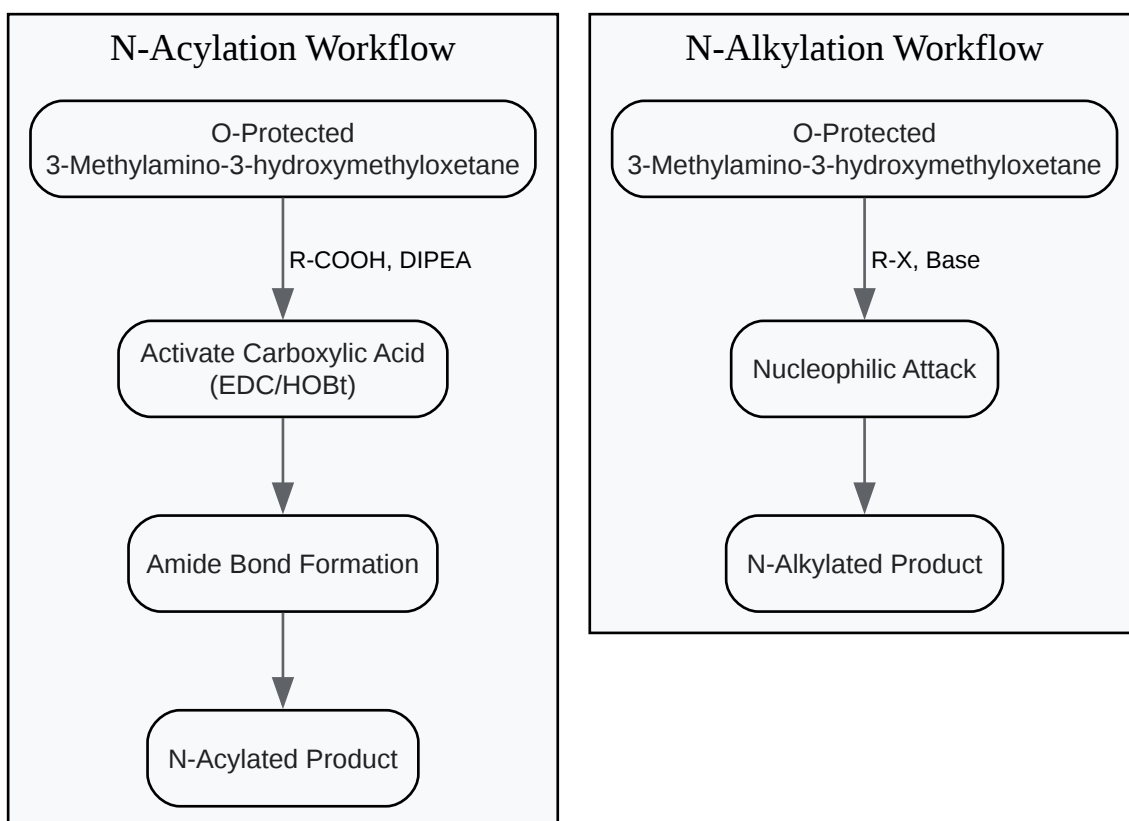 N-Acylation Workflow
O-Protected
3-Methylamino-3-hydroxymethyloxetane
R-COOH, DIPEA
Activate Carboxylic Acid
(EDC/HOBt)
Amide Bond Formation
N-Acylated Product
N-Alkylation Workflow
O-Protected
3-Methylamino-3-hydroxymethyloxetane
R-X, Base
Nucleophilic Attack
N-Alkylated Product